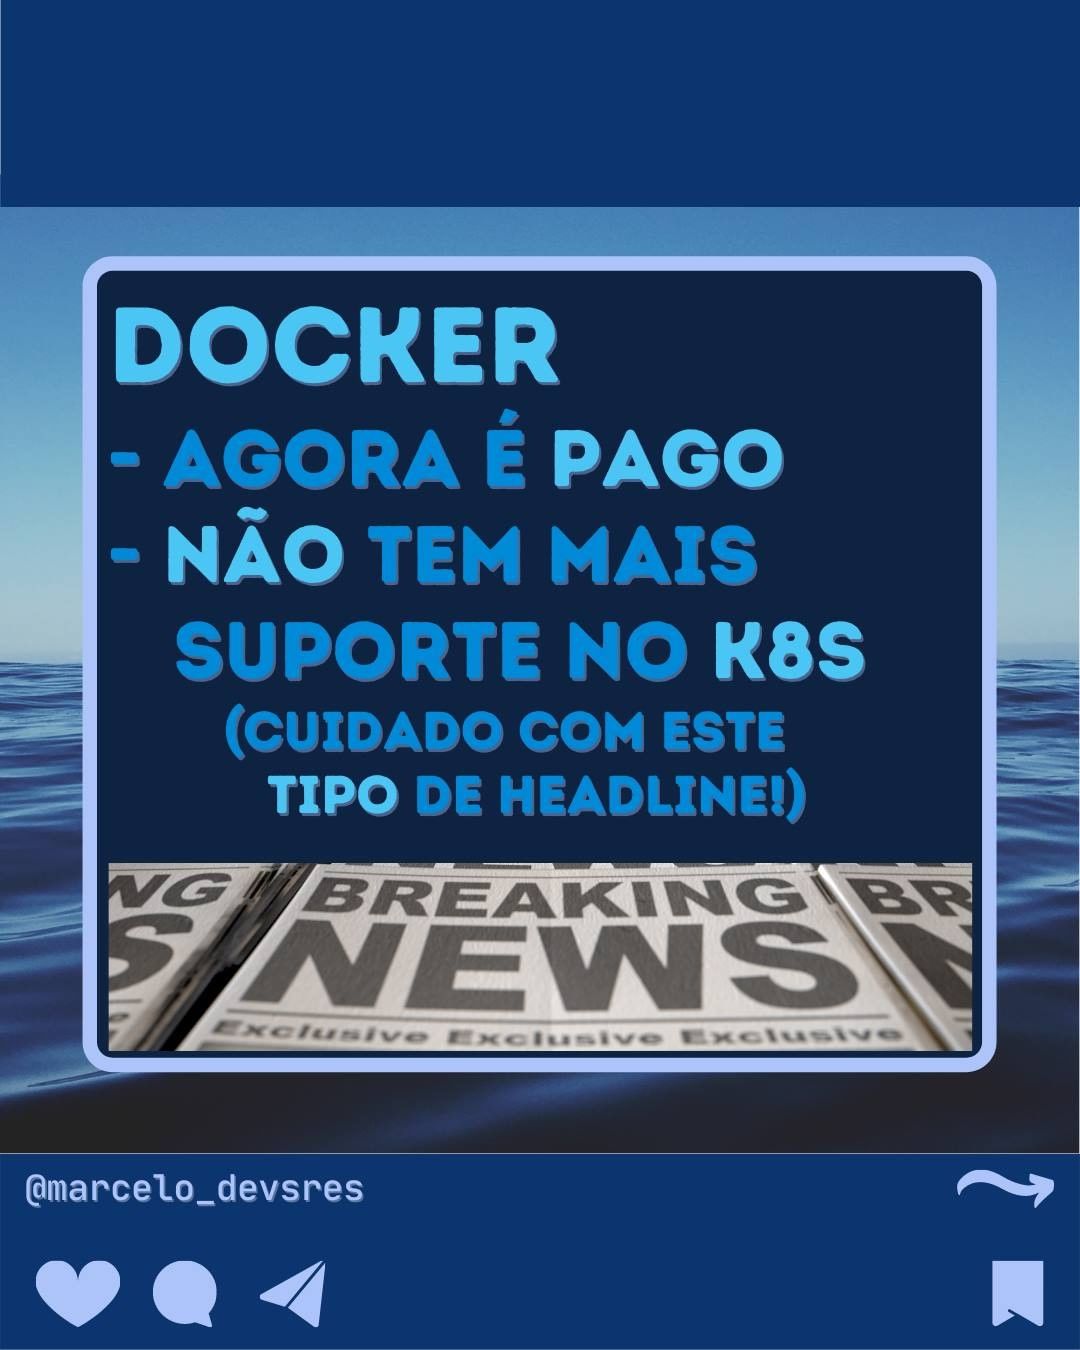 DOCKER
- AGORA É PAGO
- NÃO TEM MAIS
SUPORTE NO K8S
(CUIDADO COM ESTE
TIPO DE HEADLINE!)
NG BREAKING BR
S NEWS N
Exclusive Exclusive Exclusive
@marcelo_devsres